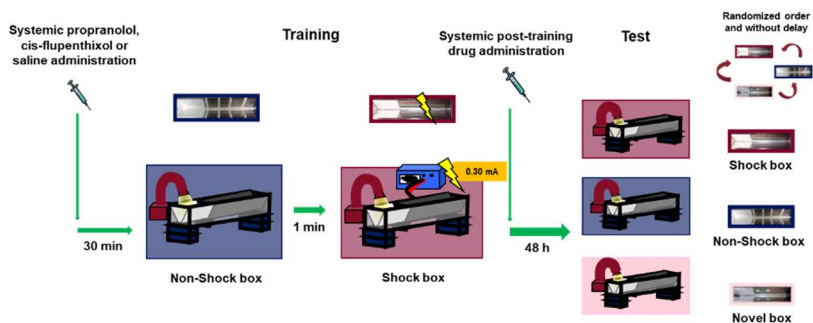 Systemic propranolol,
cis-flupenthixol or
saline administration
Training
Systemic post-training
drug administration
Test
Randomized order
and without delay
0.30 mA
30 min
1 min
48 h
Non-Shock box
Shock box
Shock box
Non-Shock box
Novel box